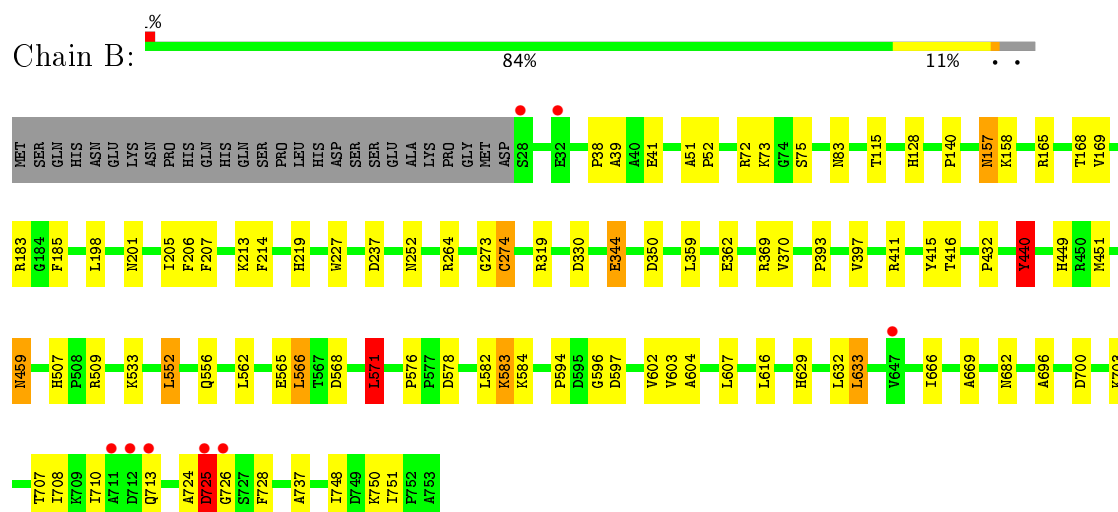 .%
Chain B:
84% 11% • •
MET SER GLN HIS ASN GLU LYS ASN PRO HIS GLN HIS GLN SER PRO LEU HIS ASP SER SER GLU ALA LYS PRO GLY MET ASP S28 E32 P38 A39 A40 E41 A51 P52 R72 K73 G74 S75 N83 T115 H128 P140 N157 K158 R165 T168 V169
R183 G184 F185 L198 N201 I205 F206 F207 K213 F214 H219 W227 D237 N252 R264 G273 C274 R319 D330 E344 D350 L359 E362 R369 V370 P393 V397 R411 Y415 T416 P432 Y440 H449 R450 M451
N459 H507 P508 R509 K533 L552 Q556 L562 E565 L566 T567 D568 L571 P576 P577 D578 L582 K583 K584 P594 D595 G596 D597 V602 V603 A604 L607 L616 H629 L632 L633 V647 I666 A669 N682 A696 D700 K703
T707 I708 K709 I710 A711 D712 Q713 A724 D725 G726 S727 F728 A737 I748 D749 K750 I751 P752 A753